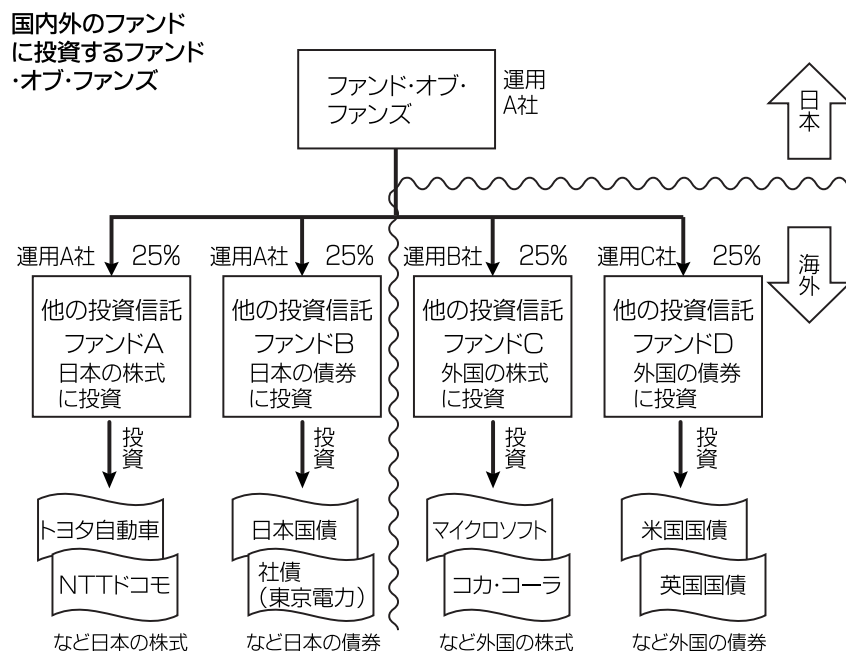 国内外のファンド
に投資するファンド
・オブ・ファンズ
ファンド・オブ・
ファンズ
運用
A社
日本
海外
運用A社 25%
運用A社 25%
運用B社 25%
運用C社 25%
他の投資信託
ファンドA
日本の株式
に投資
他の投資信託
ファンドB
日本の債券
に投資
他の投資信託
ファンドC
外国の株式
に投資
他の投資信託
ファンドD
外国の債券
に投資
投資
投資
投資
投資
トヨタ自動車
NTTドコモ
など日本の株式
日本国債
社債
(東京電力)
など日本の債券
マイクロソフト
コカ・コーラ
など外国の株式
米国国債
英国国債
など外国の債券